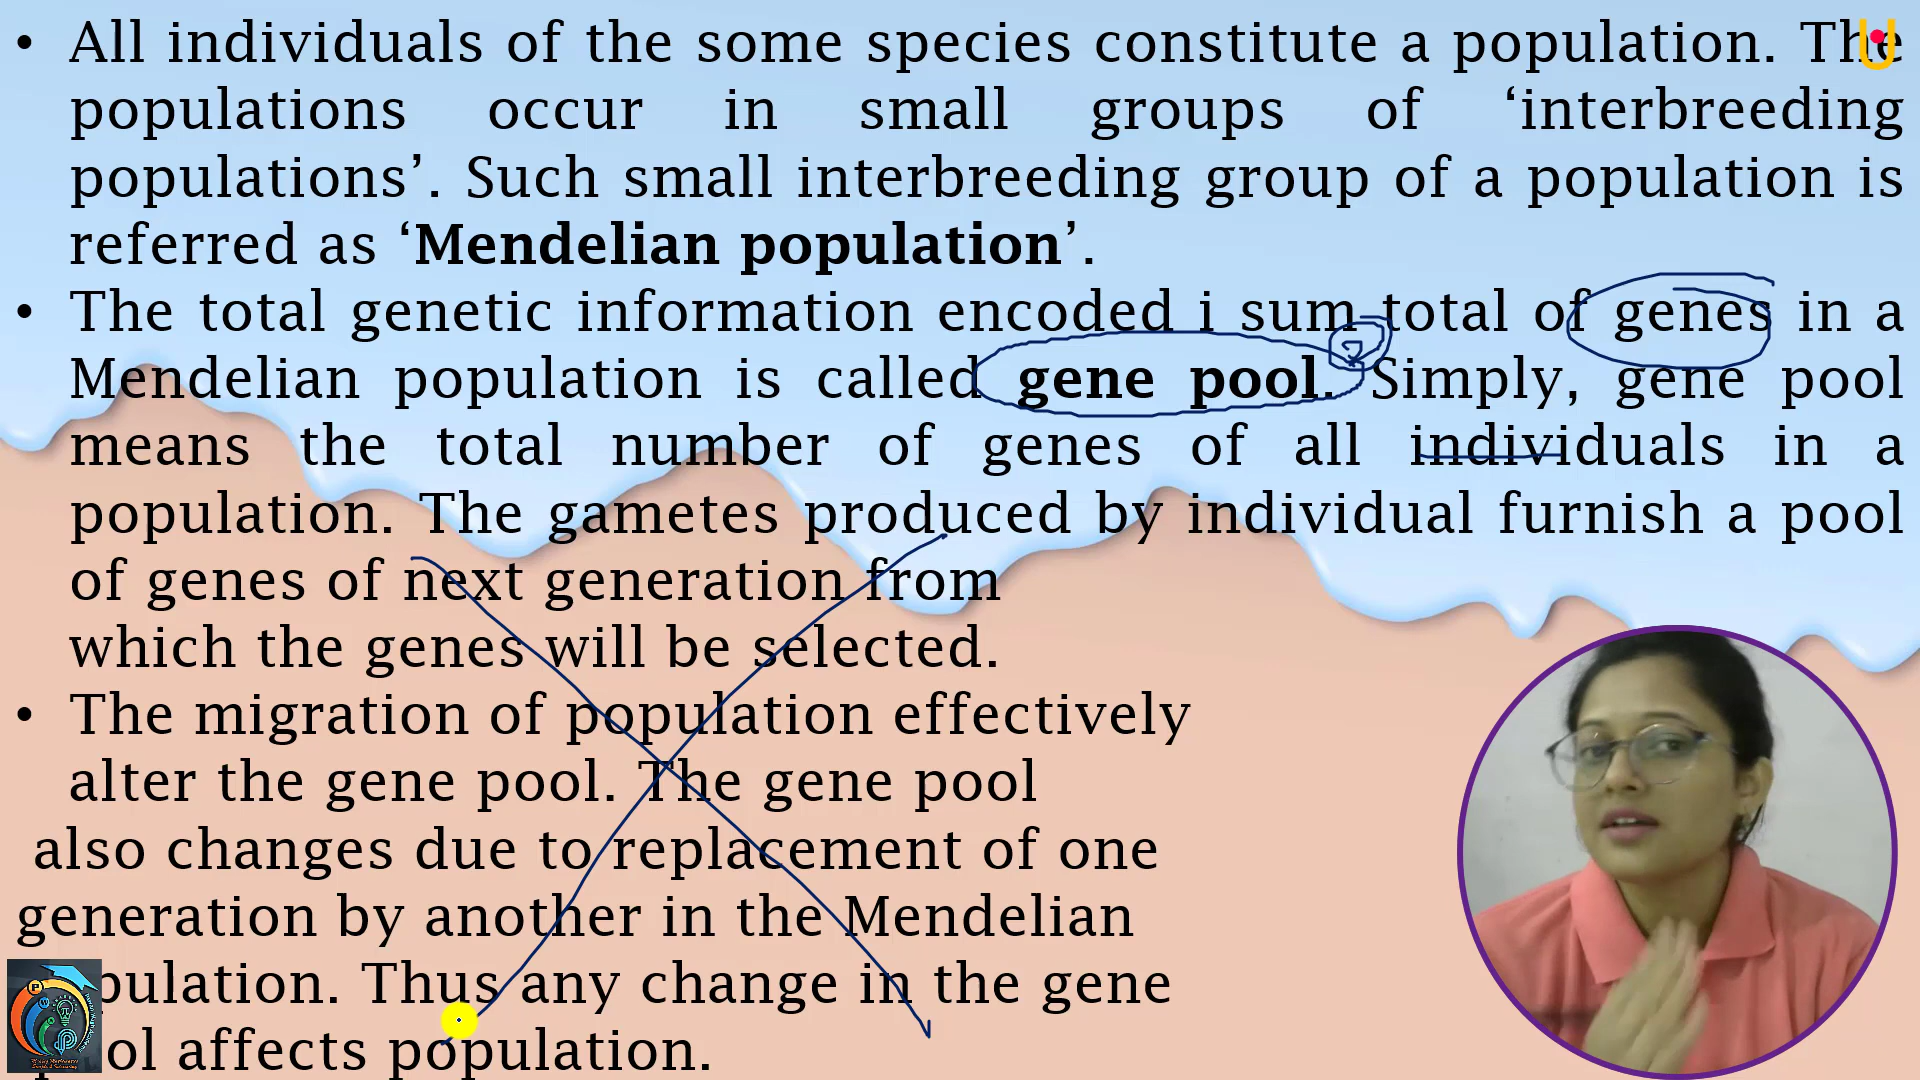 • All individuals of the some species constitute a population. The
populations occur in small groups of ‘interbreeding
populations’. Such small interbreeding group of a population is
referred as ‘Mendelian population’.
• The total genetic information encoded i sum total of genes in a
Mendelian population is called gene pool. Simply, gene pool
means the total number of genes of all individuals in a
population. The gametes produced by individual furnish a pool
of genes of next generation from
which the genes will be selected.
• The migration of population effectively
alter the gene pool. The gene pool
also changes due to replacement of one
generation by another in the Mendelian
pulation. Thus any change in the gene
ol affects population.